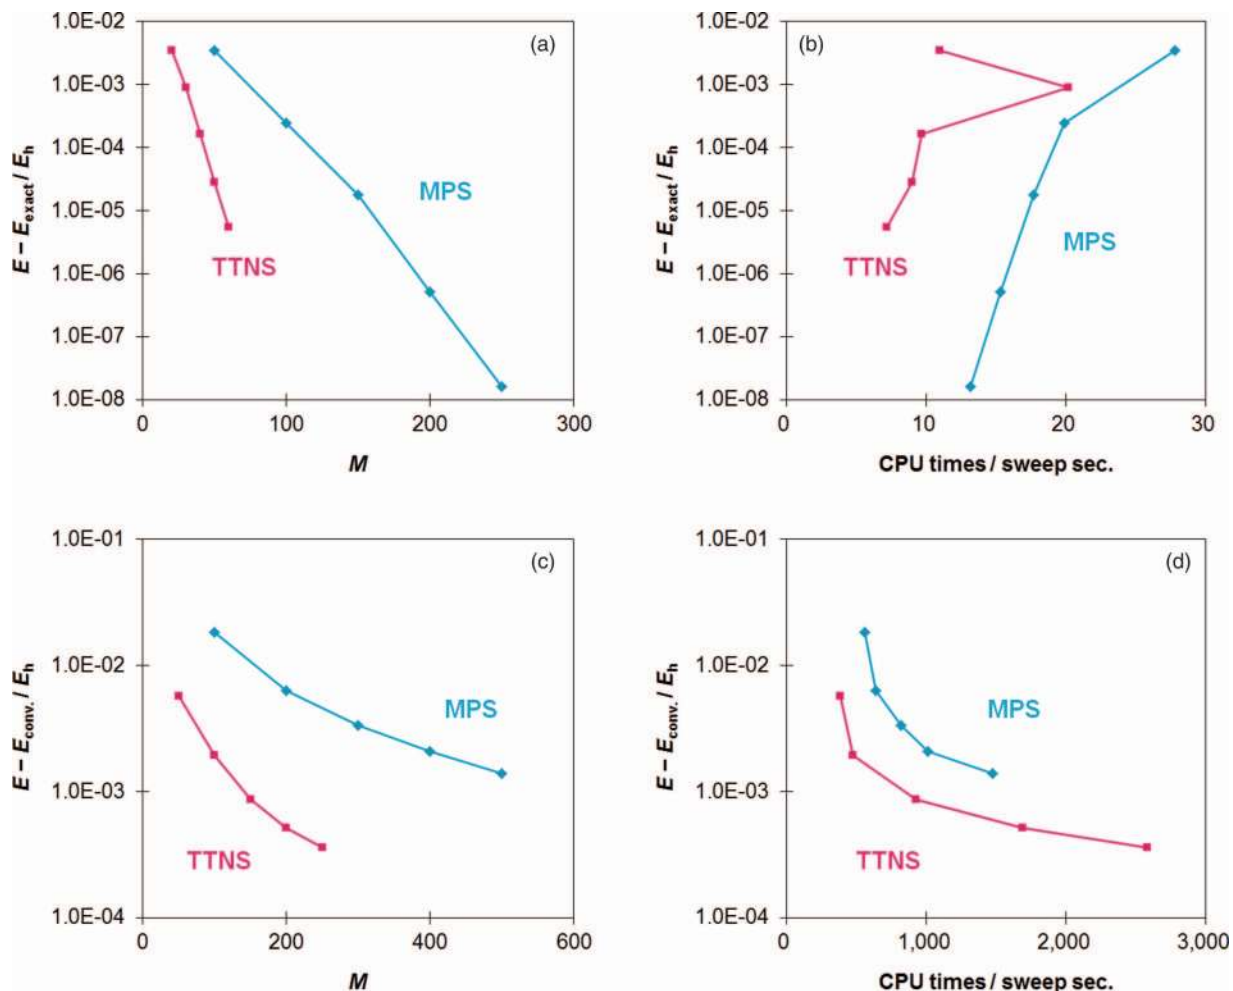 1.0E-02
(a)
1.0E-03
1.0E-04
MPS
1.0E-05
TTNS
1.0E-06
1.0E-07
1.0E-08
0 100 200 300
E − Eexact / Eh
M
1.0E-02
(b)
1.0E-03
1.0E-04
1.0E-05
MPS
TTNS
1.0E-06
1.0E-07
1.0E-08
0 10 20 30
E − Eexact / Eh
CPU times / sweep sec.
1.0E-01
(c)
1.0E-02
MPS
1.0E-03
TTNS
1.0E-04
0 200 400 600
E − Econv. / Eh
M
1.0E-01
(d)
1.0E-02
MPS
1.0E-03
TTNS
1.0E-04
0 1,000 2,000 3,000
E − Econv. / Eh
CPU times / sweep sec.